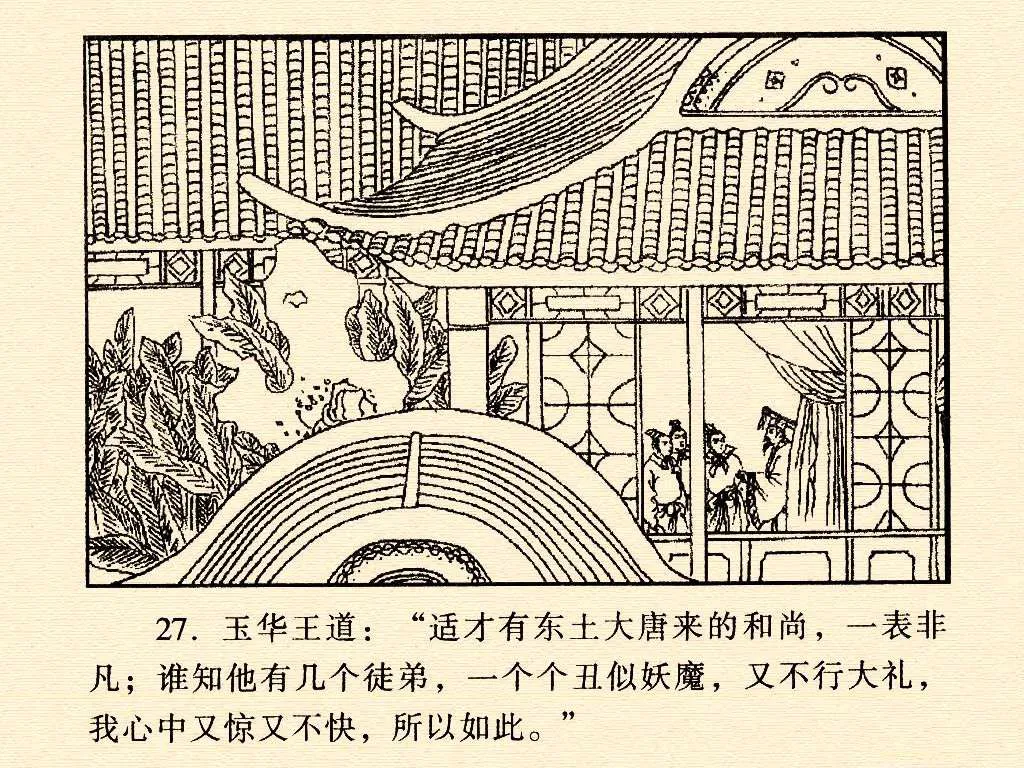 27. 玉华王道：“适才有东土大唐来的和尚，一表非
凡；谁知他有几个徒弟，一个个丑似妖魔，又不行大礼，
我心中又惊又不快，所以如此。”